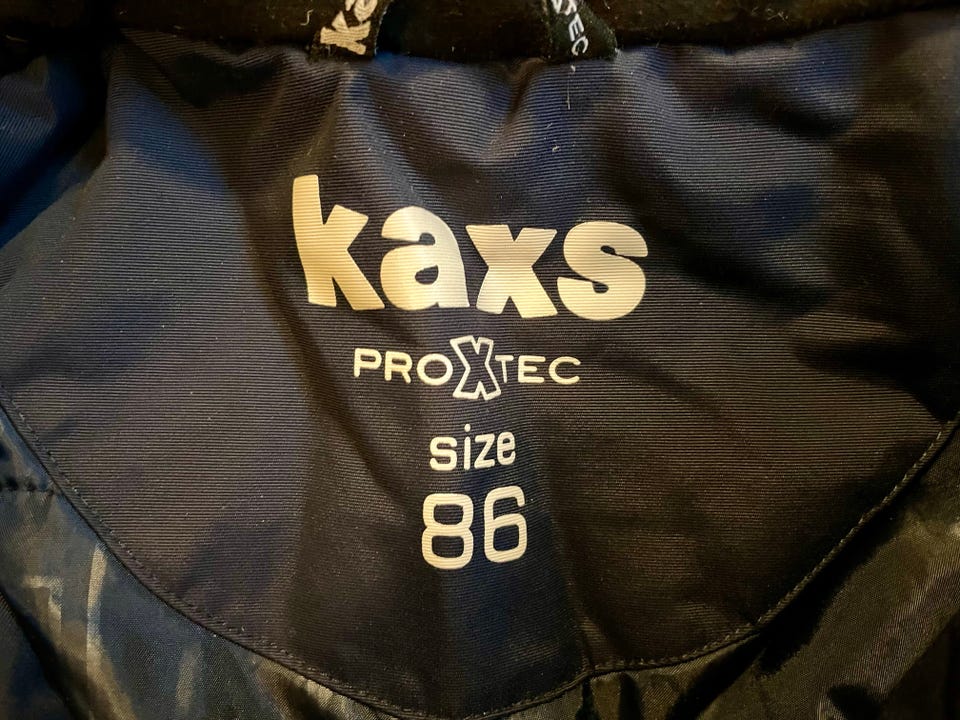 kaxs
PROXTEC
size
86